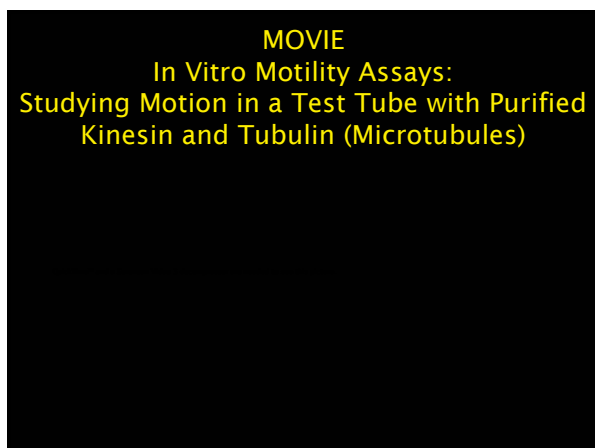 MOVIE
In Vitro Motility Assays:
Studying Motion in a Test Tube with Purified
Kinesin and Tubulin (Microtubules)